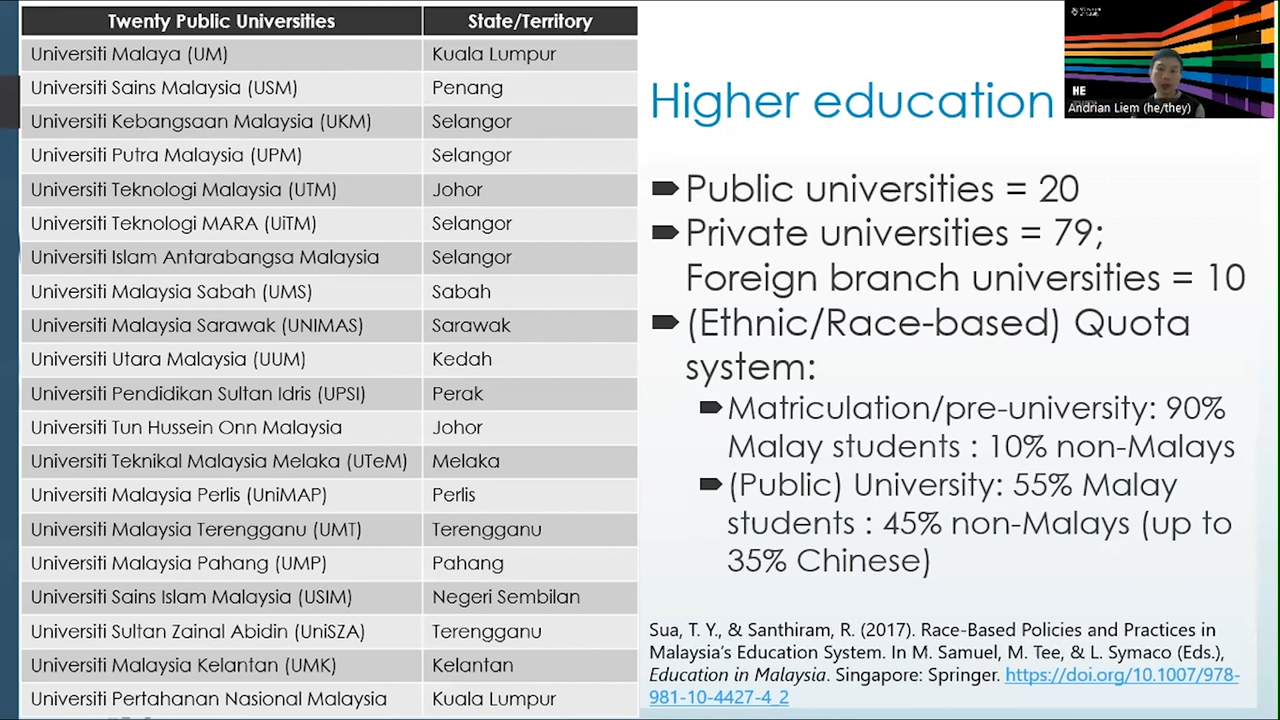 Twenty Public Universities State/Territory
Universiti Malaya (UM) Kuala Lumpur
Universiti Sains Malaysia (USM) Penang
Universiti Kebangsaan Malaysia (UKM) Selangor
Universiti Putra Malaysia (UPM) Selangor
Universiti Teknologi Malaysia (UTM) Johor
Universiti Teknologi MARA (UiTM) Selangor
Universiti Islam Antarabangsa Malaysia Selangor
Universiti Malaysia Sabah (UMS) Sabah
Universiti Malaysia Sarawak (UNIMAS) Sarawak
Universiti Utara Malaysia (UUM) Kedah
Universiti Pendidikan Sultan Idris (UPSI) Perak
Universiti Tun Hussein Onn Malaysia Johor
Universiti Teknikal Malaysia Melaka (UTeM) Melaka
Universiti Malaysia Perlis (UniMAP) Perlis
Universiti Malaysia Terengganu (UMT) Terengganu
Universiti Malaysia Pahang (UMP) Pahang
Universiti Sains Islam Malaysia (USIM) Negeri Sembilan
Universiti Sultan Zainal Abidin (UniSZA) Terengganu
Universiti Malaysia Kelantan (UMK) Kelantan
Universiti Pertahanan Nasional Malaysia Kuala Lumpur
Higher education
Public universities = 20
Private universities = 79;
Foreign branch universities = 10
(Ethnic/Race-based) Quota
system:
Matriculation/pre-university: 90%
Malay students : 10% non-Malays
(Public) University: 55% Malay
students : 45% non-Malays (up to
35% Chinese)
Sua, T. Y., & Santhiram, R. (2017). Race-Based Policies and Practices in
Malaysia's Education System. In M. Samuel, M. Tee, & L. Symaco (Eds.),
Education in Malaysia. Singapore: Springer. https://doi.org/10.1007/978-
981-10-4427-4_2
HE
Andrian Liem (he/they)